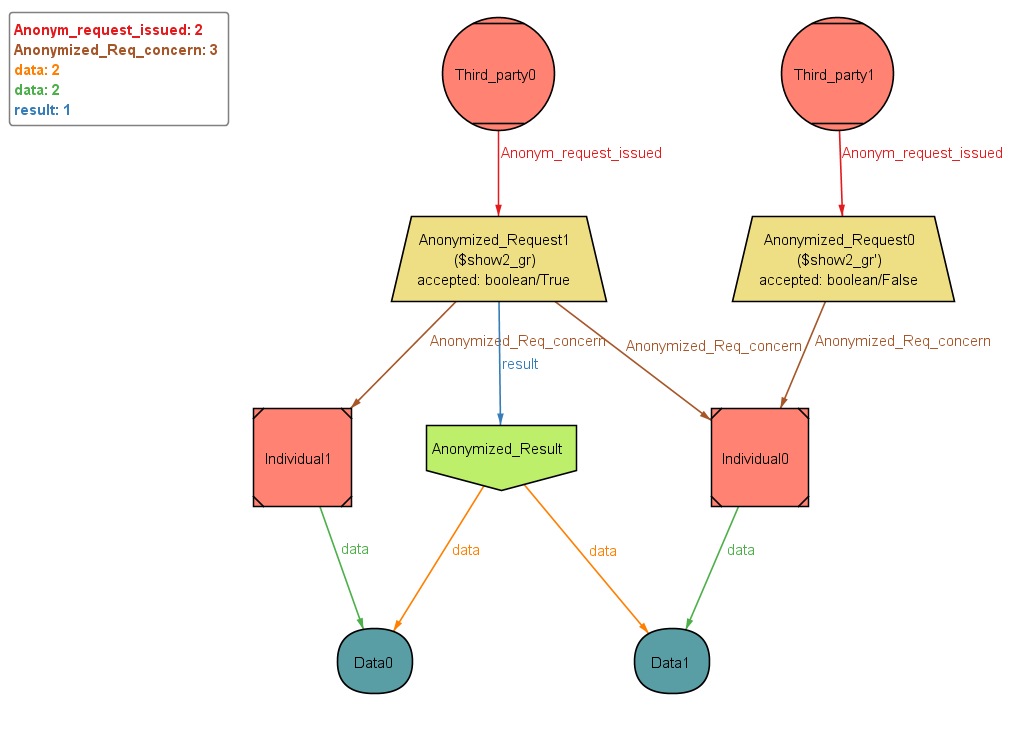 Anonym_request_issued: 2
Anonymized_Req_concern: 3
data: 2
data: 2
result: 1
Third_party0
Third_party1
Anonym_request_issued
Anonym_request_issued
Anonymized_Request1
($show2_gr)
accepted: boolean/True
Anonymized_Request0
($show2_gr')
accepted: boolean/False
Anonymized_Req_concern
Anonymized_Req_concern
Anonymized_Req_concern
result
Individual1
Anonymized_Result
Individual0
data
data
data
data
Data0
Data1